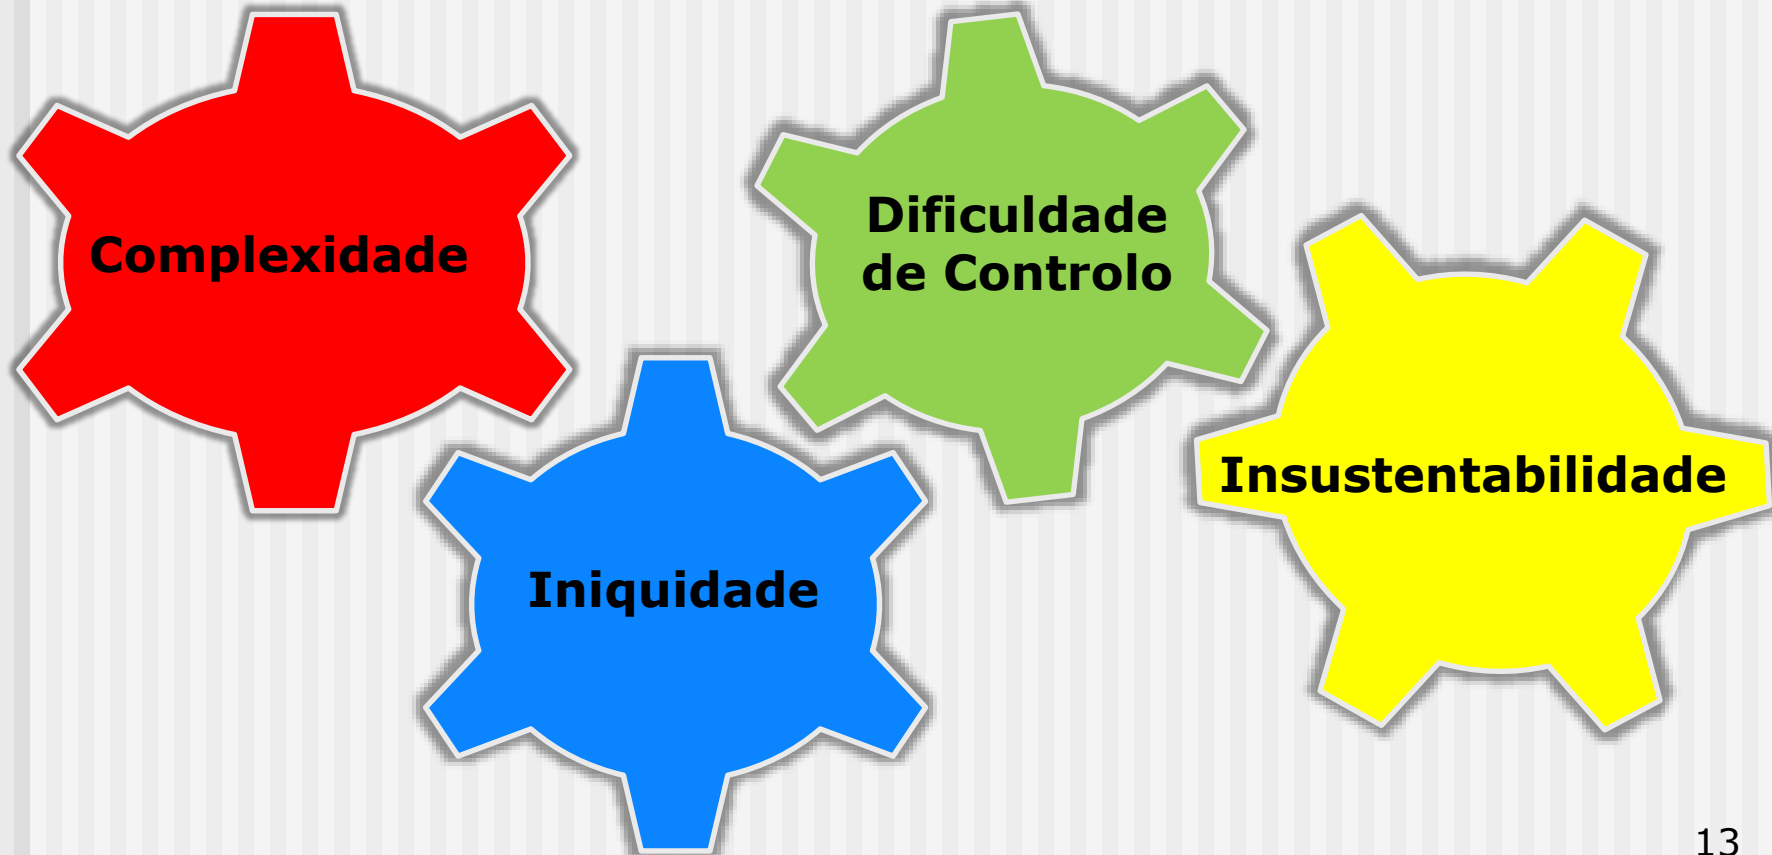 Complexidade
Dificuldade
de Controlo
Iniquidade
Insustentabilidade
13